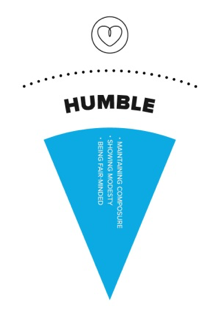 HUMBLE
- MAINTAINING COMPOSURE
- SHOWING MODESTY
- BEING FAIR MINDED